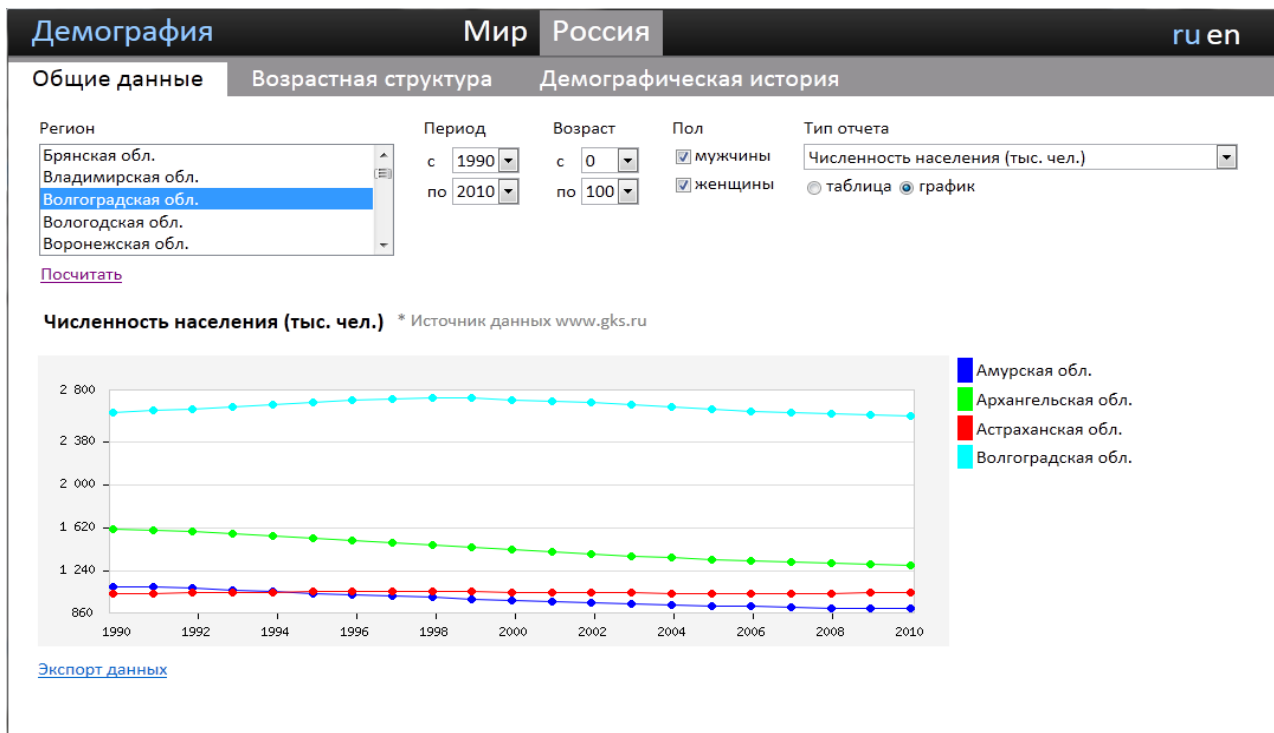 Демография Мир Россия ru en
Общие данные Возрастная структура Демографическая история
Регион Период Возраст Пол Тип отчета
Брянская обл.
Владимирская обл.
Волгоградская обл.
Вологодская обл.
Воронежская обл.
с 1990
по 2010
с 0
по 100
мужчины
женщины
Численность населения (тыс. чел.)
таблица график
Посчитать
Численность населения (тыс. чел.) * Источник данных www.gks.ru
2 800
2 380
2 000
1 620
1 240
860
1990 1992 1994 1996 1998 2000 2002 2004 2006 2008 2010
Амурская обл.
Архангельская обл.
Астраханская обл.
Волгоградская обл.
Экспорт данных